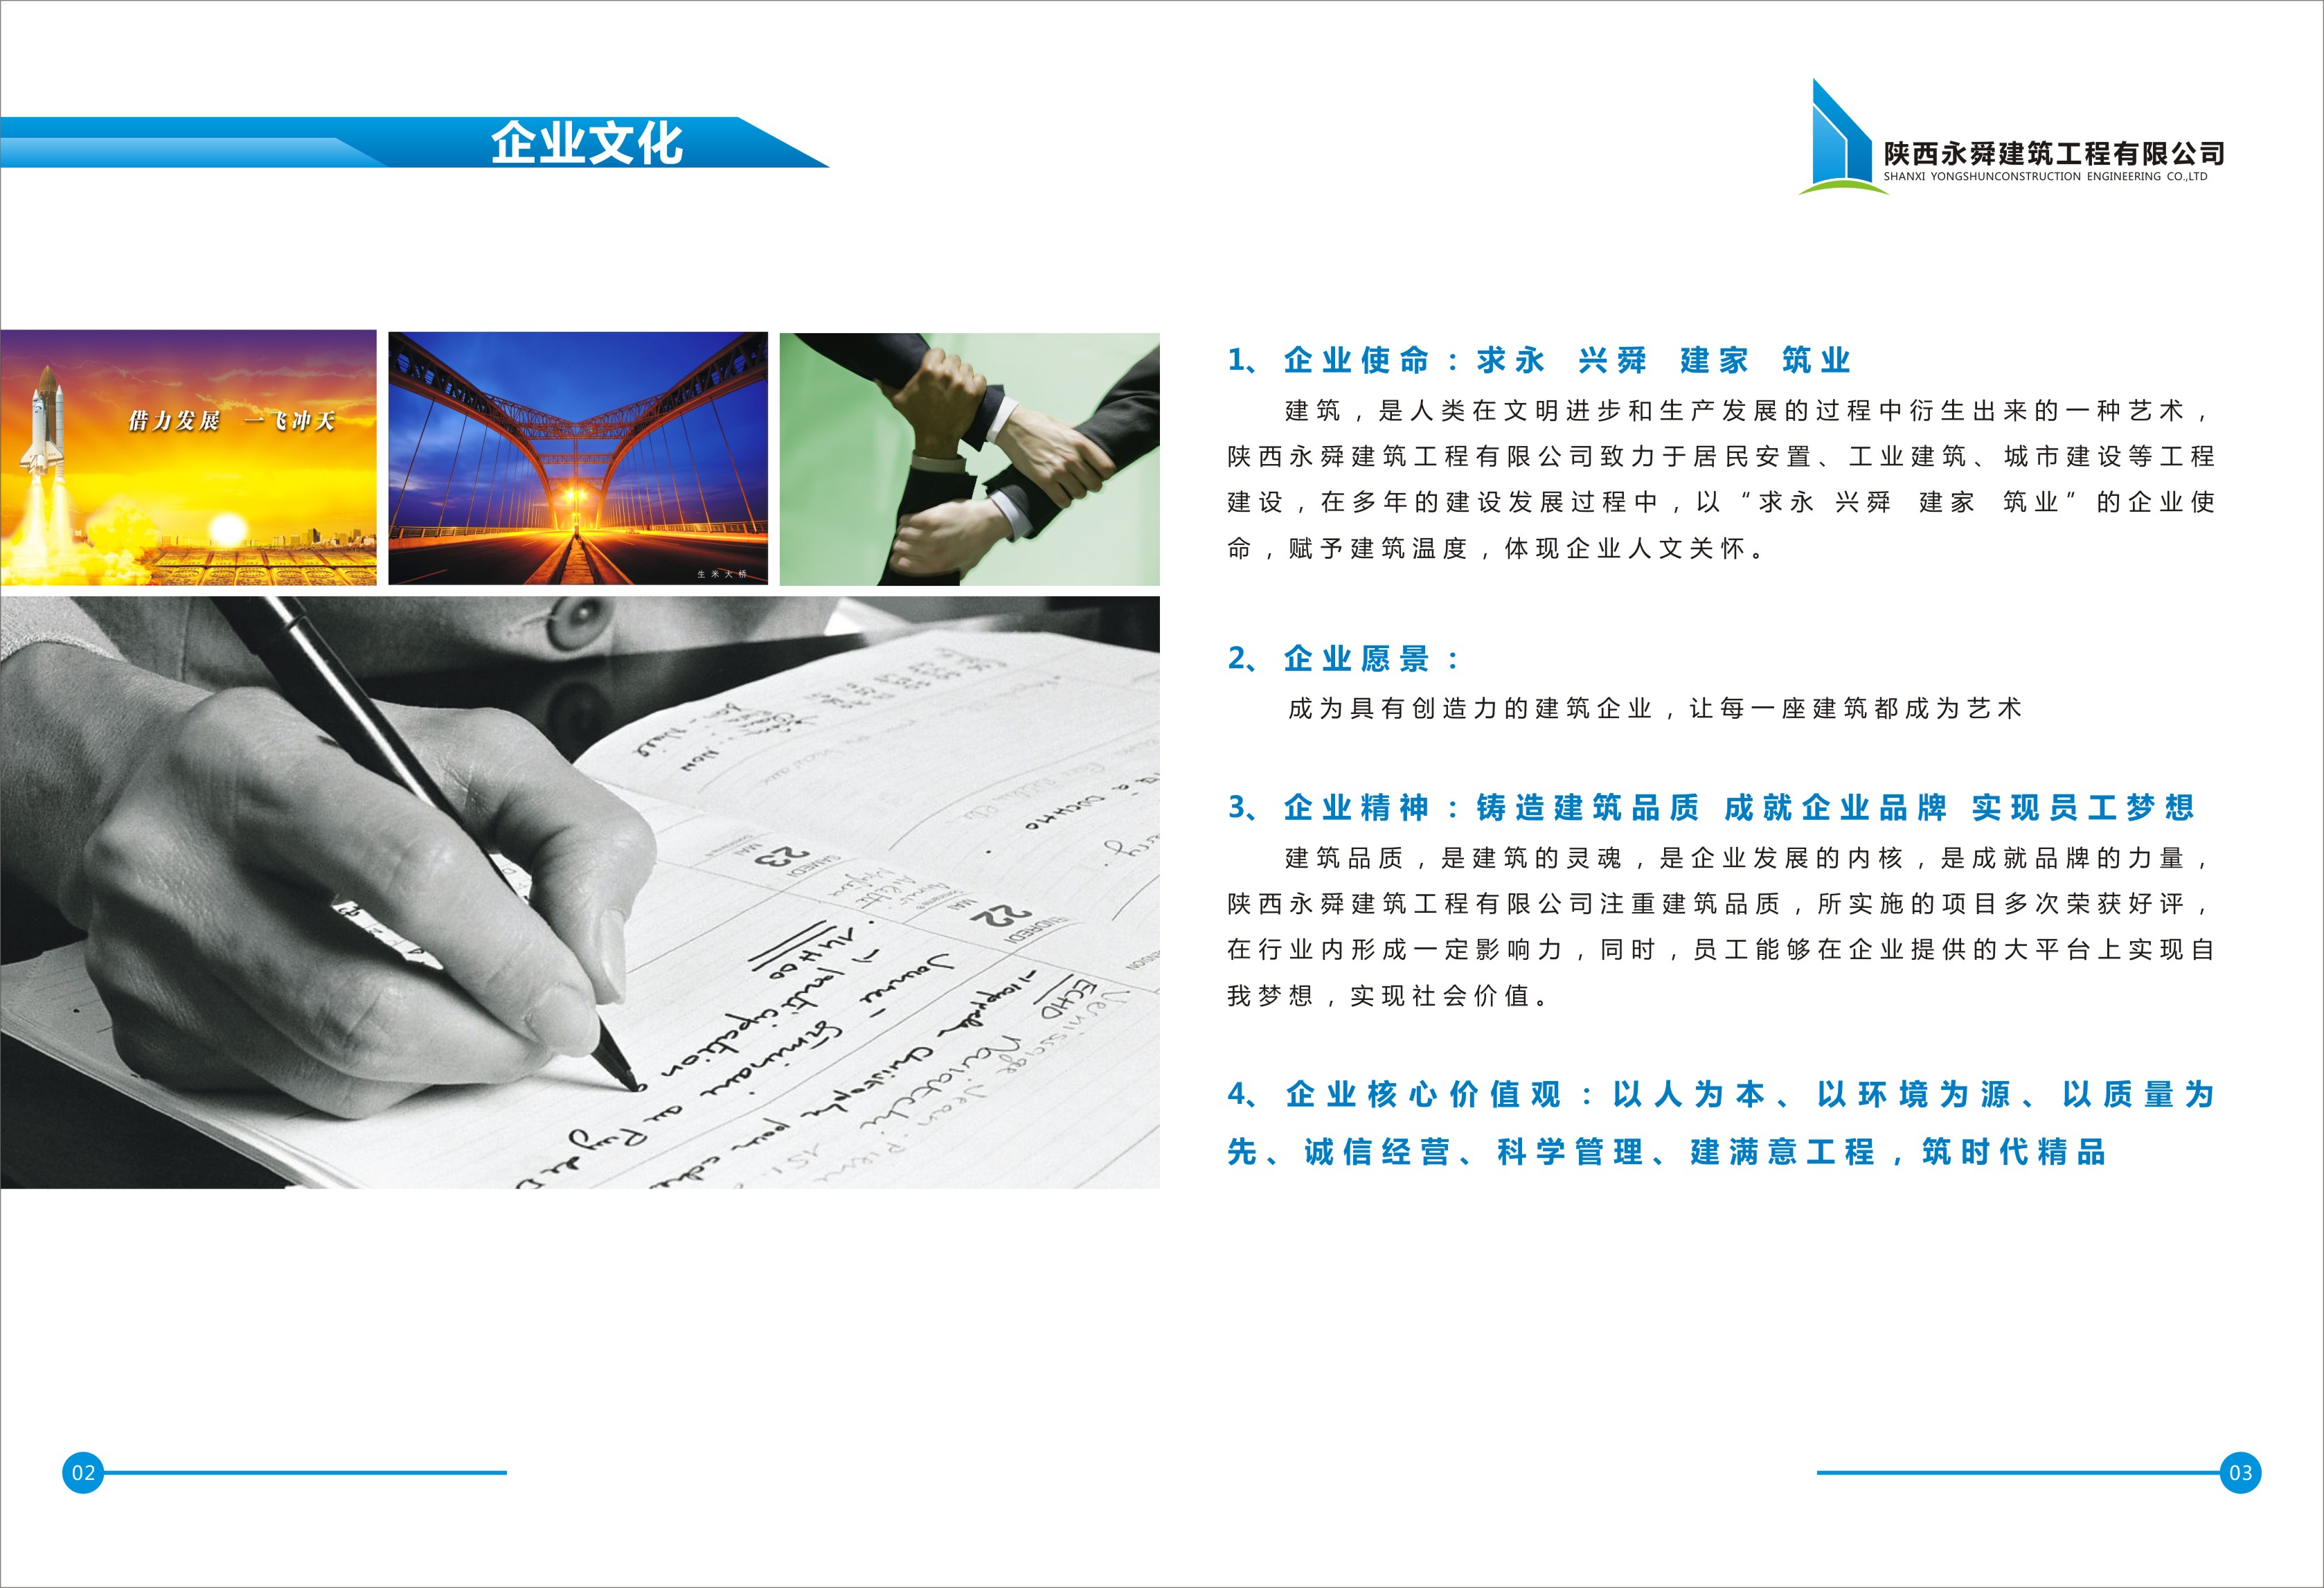 企业文化
陕西永舜建筑工程有限公司
SHANXI YONGSHUNCONSTRUCTION ENGINEERING CO.,LTD
借力发展 一飞冲天
生米大桥
1、企业使命：求永 兴舜 建家 筑业
建筑，是人类在文明进步和生产发展的过程中衍生出来的一种艺术，
陕西永舜建筑工程有限公司致力于居民安置、工业建筑、城市建设等工程
建设，在多年的建设发展过程中，以“求永 兴舜 建家 筑业”的企业使
命，赋予建筑温度，体现企业人文关怀。
2、企业愿景：
成为具有创造力的建筑企业，让每一座建筑都成为艺术
3、企业精神：铸造建筑品质 成就企业品牌 实现员工梦想
建筑品质，是建筑的灵魂，是企业发展的内核，是成就品牌的力量，
陕西永舜建筑工程有限公司注重建筑品质，所实施的项目多次荣获好评，
在行业内形成一定影响力，同时，员工能够在企业提供的大平台上实现自
我梦想，实现社会价值。
4、企业核心价值观：以人为本、以环境为源、以质量为
先、诚信经营、科学管理、建满意工程，筑时代精品
23
MAI
SAMEDI
22
MAI
14H00
participation
ECHO
02
03